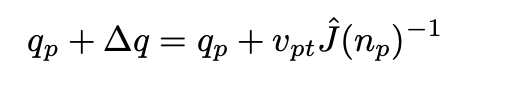 q_p + Δq = q_p + v_{pt} Ĵ(n_p)^{-1}